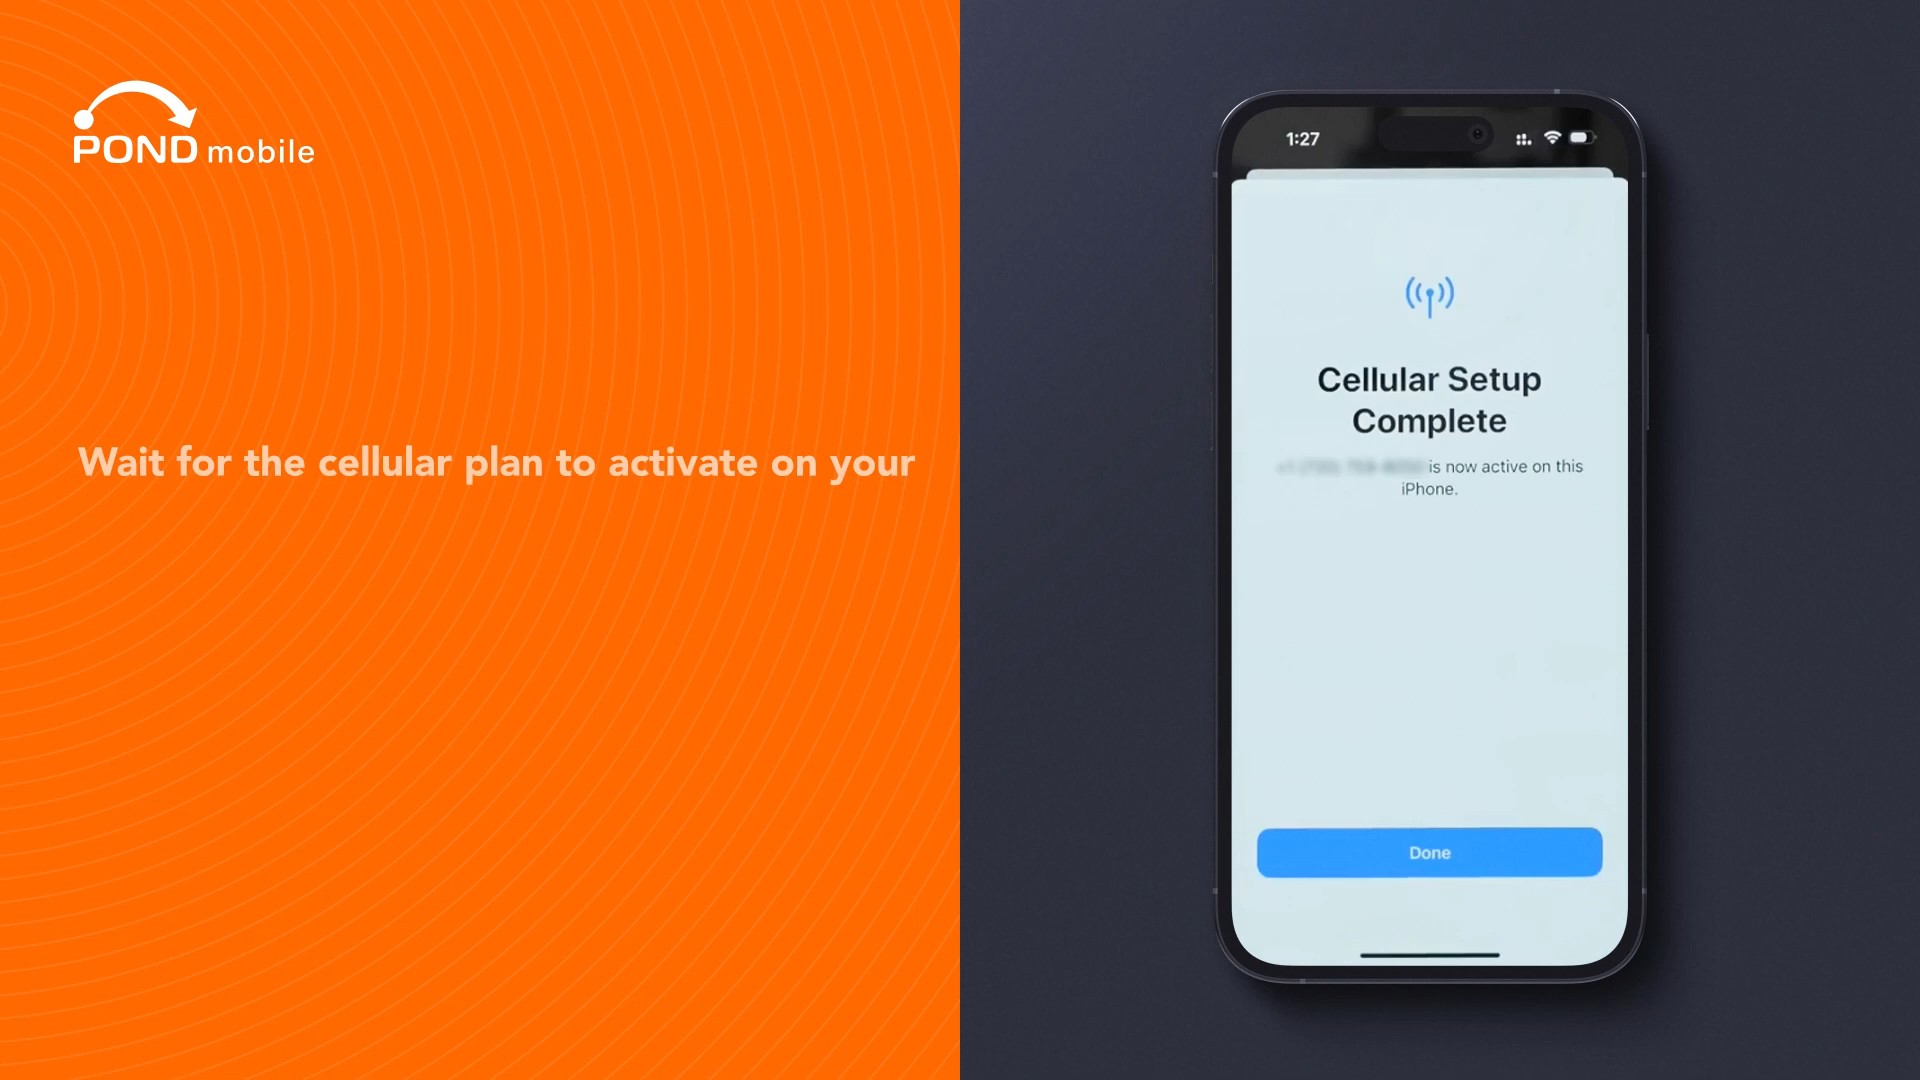 POND mobile
Wait for the cellular plan to activate on your
1:27
Cellular Setup
Complete
is now active on this
iPhone.
Done